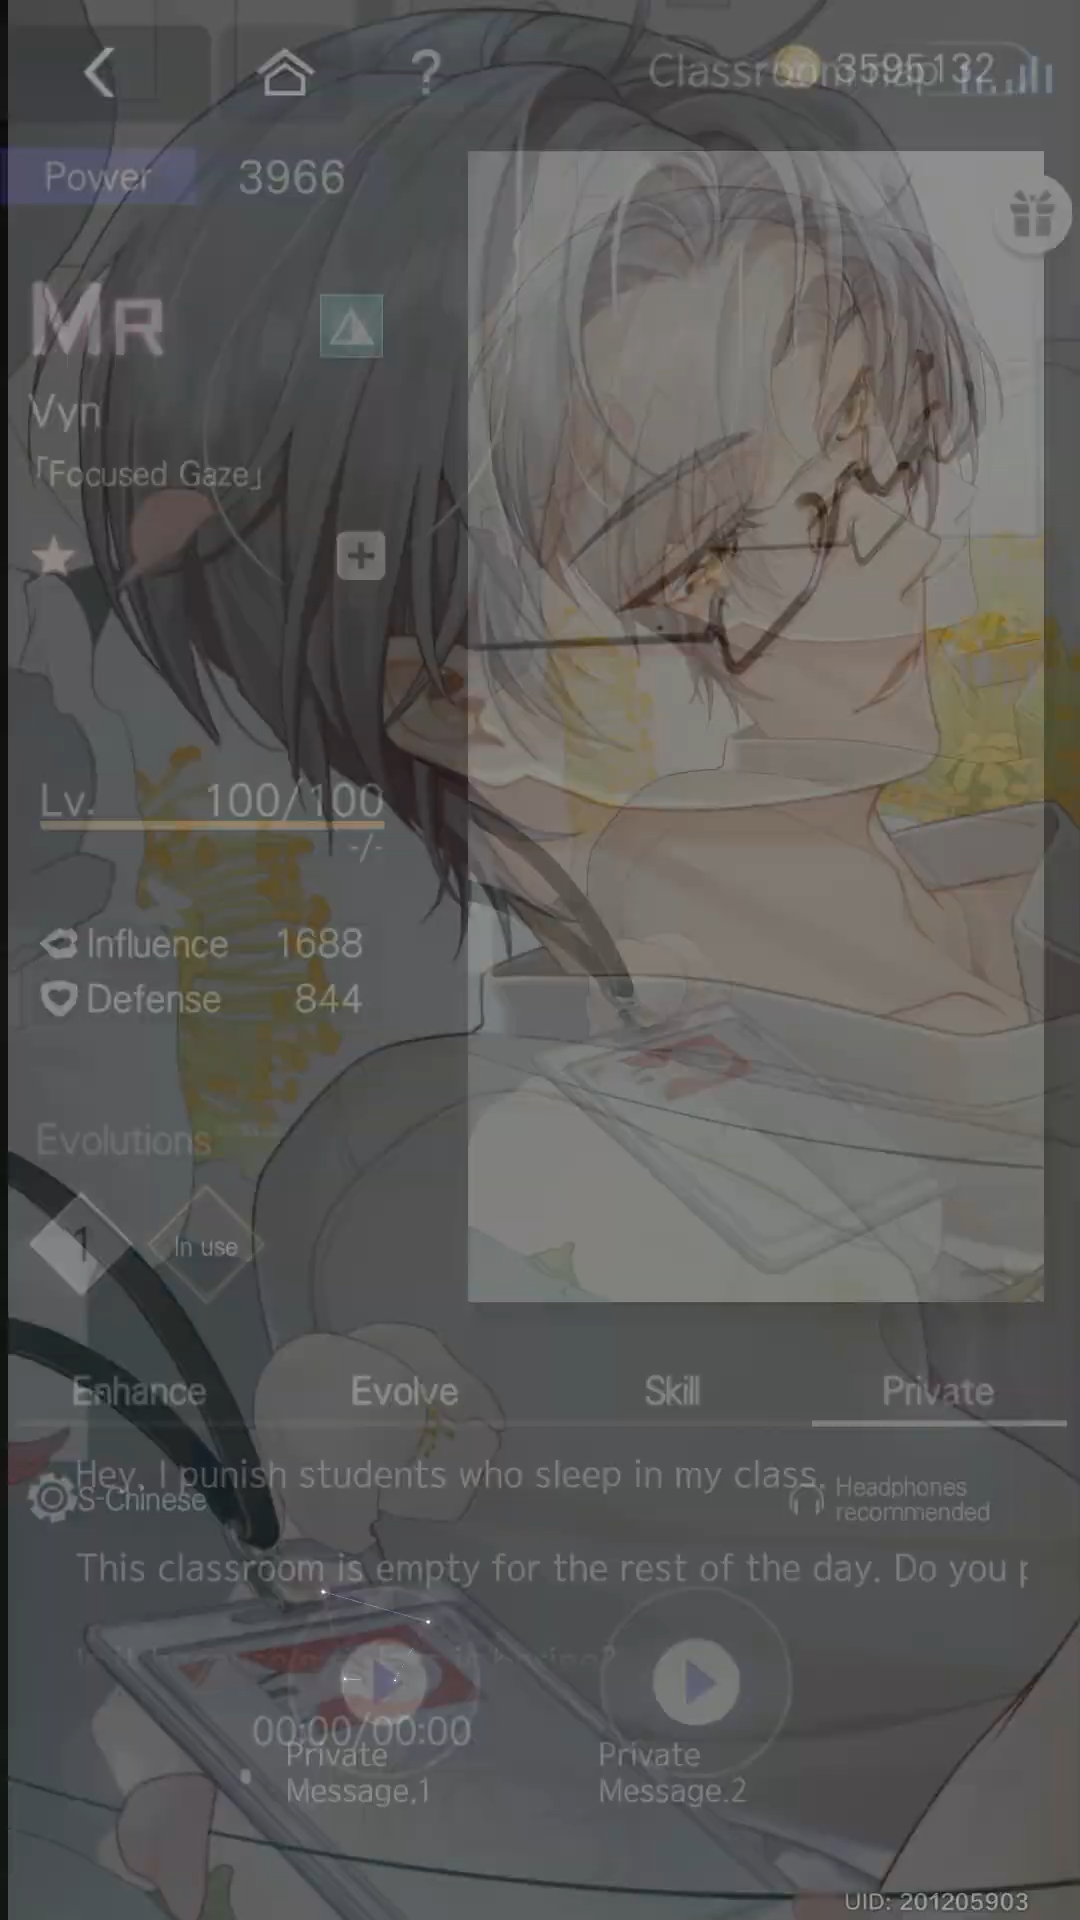 Classroom nap
3595132
Power 3966
MR
Vyn
「Focused Gaze」
Lv. 100/100
-/-
Influence 1688
Defense 844
Evolutions
1
In use
Enhance Evolve Skill Private
Hey, I punish students who sleep in my class.
S-Chinese
Headphones
recommended
This classroom is empty for the rest of the day. Do you p
00:00/00:00
Private
Message.1
Private
Message.2
UID: 201205903